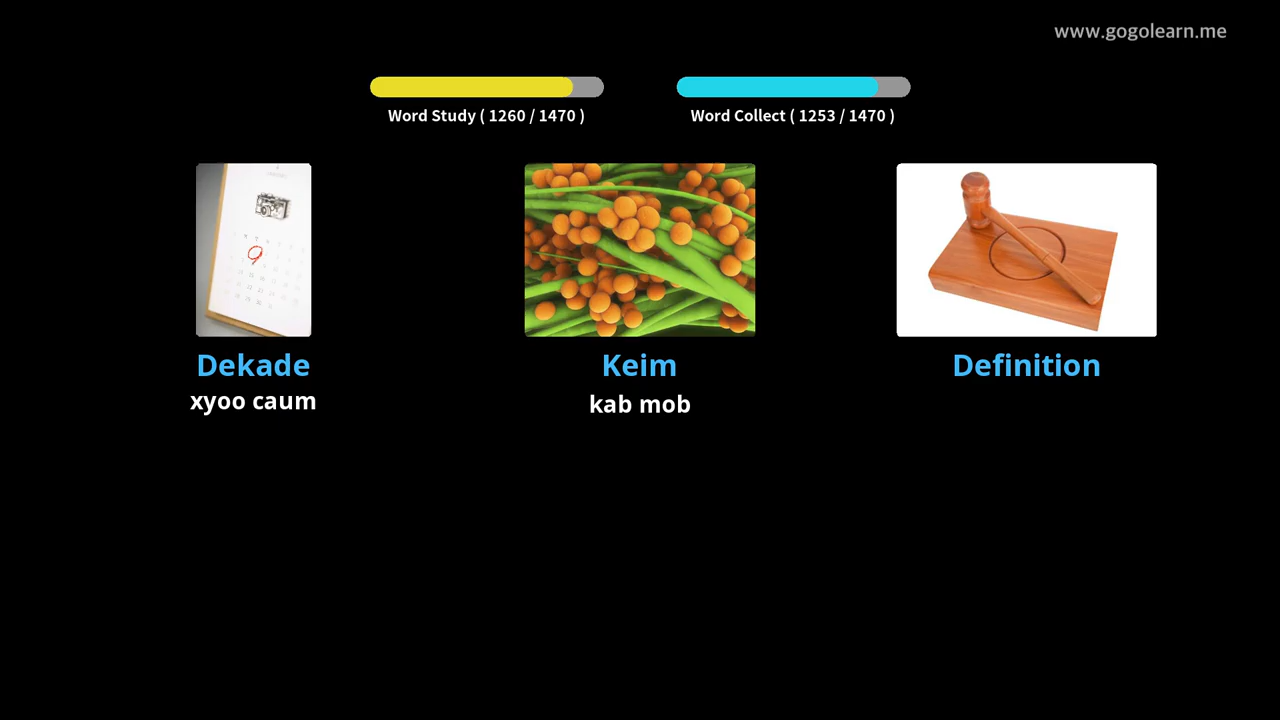 www.gogolearn.me
Word Study ( 1260 / 1470 )
Word Collect ( 1253 / 1470 )
Dekade
xyoo caum
Keim
kab mob
Definition